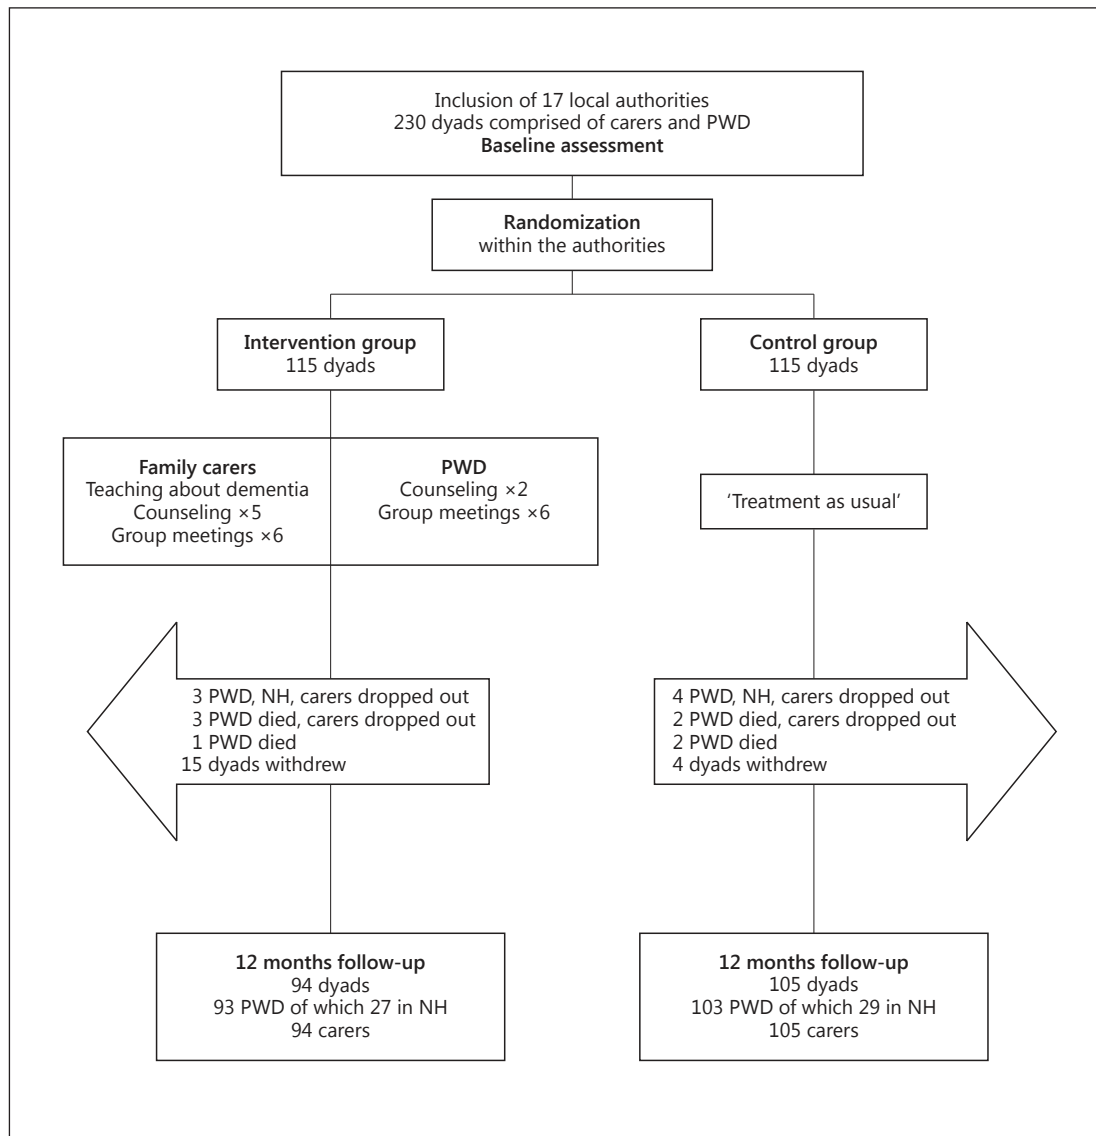 Inclusion of 17 local authorities
230 dyads comprised of carers and PWD
Baseline assessment
Randomization
within the authorities
Intervention group
115 dyads
Control group
115 dyads
Family carers
Teaching about dementia
Counseling ×5
Group meetings ×6
PWD
Counseling ×2
Group meetings ×6
‘Treatment as usual’
3 PWD, NH, carers dropped out
3 PWD died, carers dropped out
1 PWD died
15 dyads withdrew
4 PWD, NH, carers dropped out
2 PWD died, carers dropped out
2 PWD died
4 dyads withdrew
12 months follow-up
94 dyads
93 PWD of which 27 in NH
94 carers
12 months follow-up
105 dyads
103 PWD of which 29 in NH
105 carers